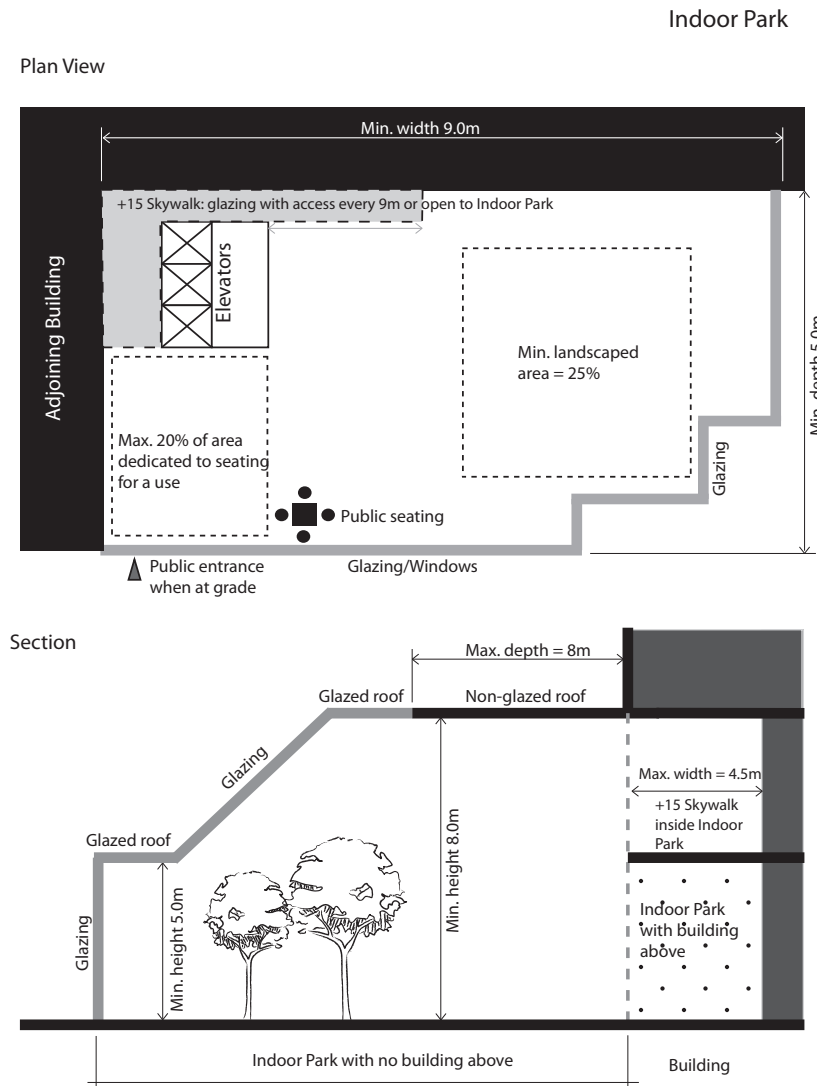 Indoor Park
Plan View
Min. width 9.0m
+15 Skywalk: glazing with access every 9m or open to Indoor Park
Adjoining Building
Elevators
Min. landscaped
area = 25%
Min. depth 5.0m
Max. 20% of area
dedicated to seating
for a use
Glazing
Public seating
Public entrance
when at grade
Glazing/Windows
Section
Max. depth = 8m
Glazed roof
Non-glazed roof
Glazing
Max. width = 4.5m
+15 Skywalk
inside Indoor
Park
Glazed roof
Min. height 8.0m
Glazing
Min. height 5.0m
Indoor Park
with building
above
Indoor Park with no building above
Building